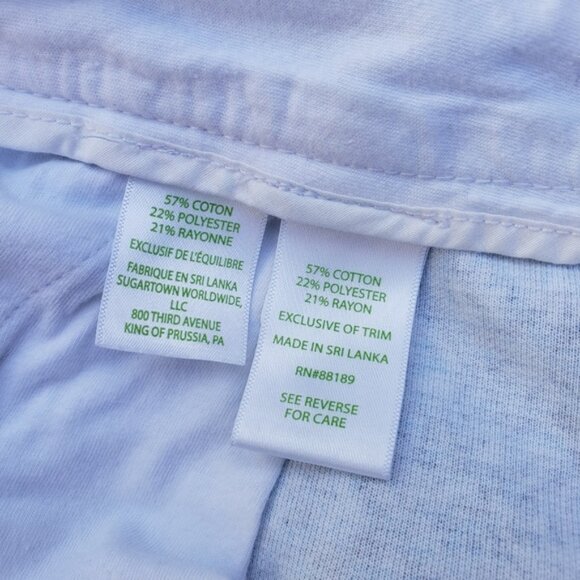 57% COTON
22% POLYESTER
21% RAYONNE
EXCLUSIF DE L'ÉQUILIBRE
FABRIQUE EN SRI LANKA
SUGARTOWN WORLDWIDE,
LLC
800 THIRD AVENUE
KING OF PRUSSIA, PA
57% COTTON
22% POLYESTER
21% RAYON
EXCLUSIVE OF TRIM
MADE IN SRI LANKA
RN#88189
SEE REVERSE
FOR CARE